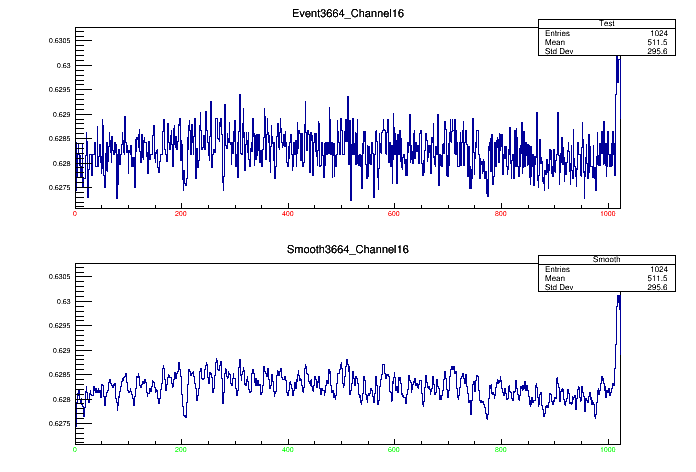 Event3664_Channel16
Test
Entries 1024
Mean 511.5
Std Dev 295.6
0.6305
0.63
0.6295
0.629
0.6285
0.628
0.6275
0 200 400 600 800 1000
Smooth3664_Channel16
Smooth
Entries 1024
Mean 511.5
Std Dev 295.6
0.6305
0.63
0.6295
0.629
0.6285
0.628
0.6275
0 200 400 600 800 1000